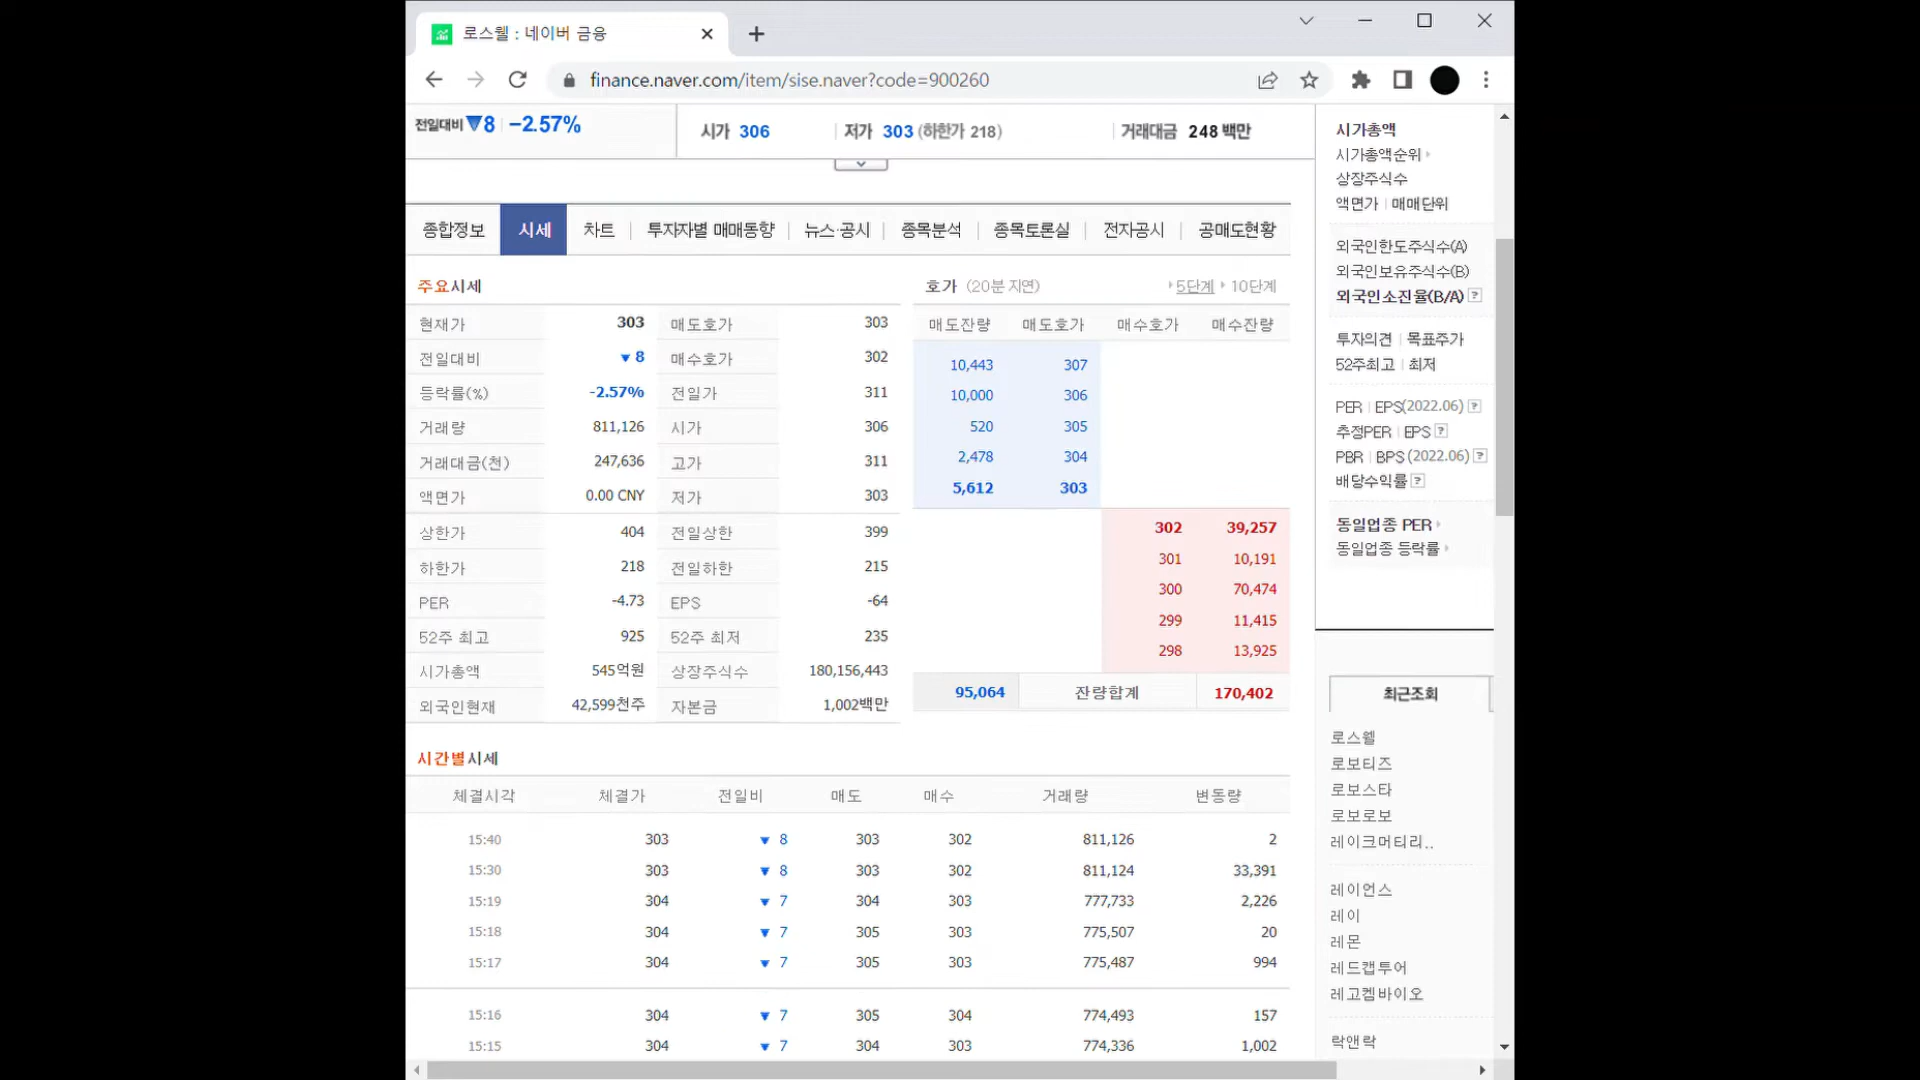 로스웰 : 네이버 금융
finance.naver.com/item/sise.naver?code=900260
전일대비 ▼8 -2.57%
시가 306 저가 303 (하한가 218) 거래대금 248 백만
종합정보 시세 차트 투자자별 매매동향 뉴스·공시 종목분석 종목토론실 전자공시 공매도현황
주요시세
현재가 303 매도호가 303
전일대비 ▼ 8 매수호가 302
등락률(%) -2.57% 전일가 311
거래량 811,126 시가 306
거래대금(천) 247,636 고가 311
액면가 0.00 CNY 저가 303
상한가 404 전일상한 399
하한가 218 전일하한 215
PER -4.73 EPS -64
52주 최고 925 52주 최저 235
시가총액 545억원 상장주식수 180,156,443
외국인현재 42,599천주 자본금 1,002백만
호가 (20분 지연) 5단계 10단계
매도잔량 매도호가 매수호가 매수잔량
10,443 307
10,000 306
520 305
2,478 304
5,612 303
302 39,257
301 10,191
300 70,474
299 11,415
298 13,925
95,064 잔량합계 170,402
시간별시세
체결시각 체결가 전일비 매도 매수 거래량 변동량
15:40 303 ▼ 8 303 302 811,126 2
15:30 303 ▼ 8 303 302 811,124 33,391
15:19 304 ▼ 7 304 303 777,733 2,226
15:18 304 ▼ 7 305 303 775,507 20
15:17 304 ▼ 7 305 303 775,487 994
15:16 304 ▼ 7 305 304 774,493 157
15:15 304 ▼ 7 304 303 774,336 1,002
시가총액
시가총액순위
상장주식수
액면가 | 매매단위
외국인한도주식수(A)
외국인보유주식수(B)
외국인소진율(B/A) ?
투자의견 | 목표주가
52주최고 | 최저
PER | EPS(2022.06) ?
추정PER | EPS ?
PBR | BPS (2022.06) ?
배당수익률 ?
동일업종 PER
동일업종 등락률
최근조회
로스웰
로보티즈
로보스타
로보로보
레이크머티리..
레이언스
레이
레몬
레드캡투어
레고켐바이오
락앤락